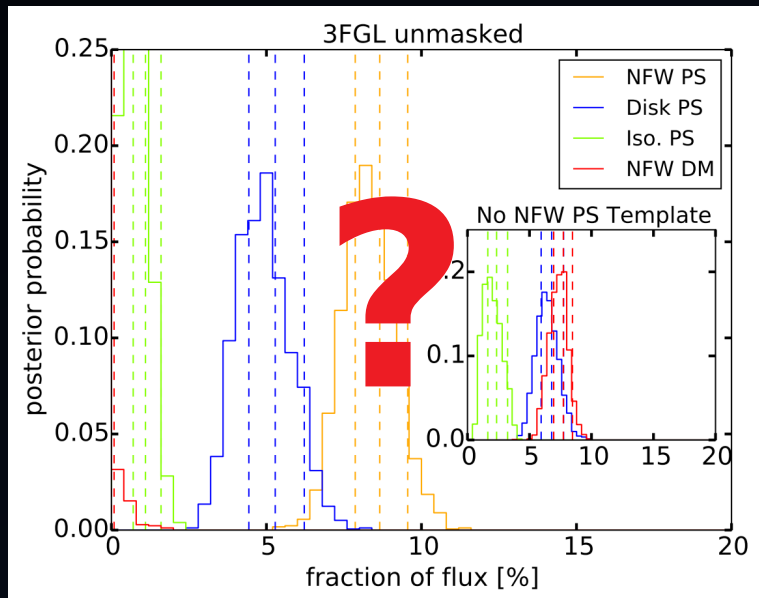 3FGL unmasked
0.25
0.20
0.15
0.10
0.05
0.00
posterior probability
NFW PS
Disk PS
Iso. PS
NFW DM
?
No NFW PS Template
.2
0.1
0.0
0 5 10 15 20
0 5 10 15 20
fraction of flux [%]